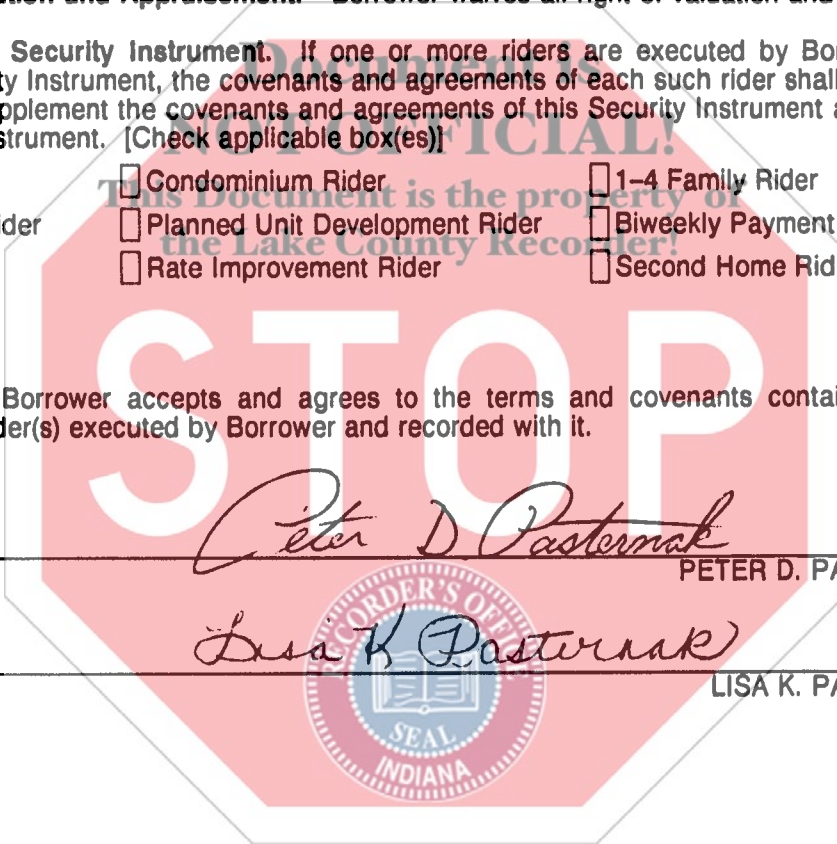 Borrower waives all right of valuation and
Security Instrument. If one or more riders are executed by Bor
ty Instrument, the covenants and agreements of each such rider shall
pplement the covenants and agreements of this Security Instrument a
strument. [Check applicable box(es)]
Document is
NOT OFFICIAL!
This Document is the property of
the Lake County Recorder!
Condominium Rider 1–4 Family Rider
ider Planned Unit Development Rider Biweekly Payment
Rate Improvement Rider Second Home Rid
STOP
Borrower accepts and agrees to the terms and covenants contai
der(s) executed by Borrower and recorded with it.
Peter D Pasternak
PETER D. PA
Lisa K Pasternak
LISA K. PA
RECORDER'S OFFICE
SEAL
INDIANA